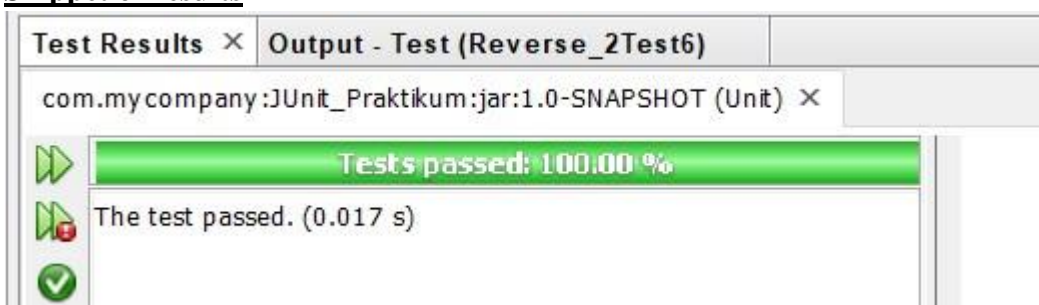 Test Results × Output - Test (Reverse_2Test6)
com.mycompany:JUnit_Praktikum:jar:1.0-SNAPSHOT (Unit) ×
Tests passed: 100.00 %
The test passed. (0.017 s)